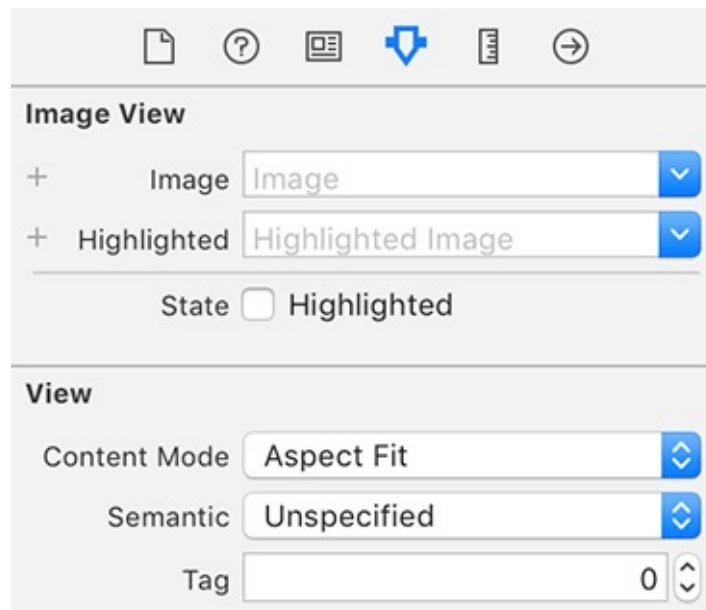 Image View
+ Image Image
+ Highlighted Highlighted Image
State Highlighted
View
Content Mode Aspect Fit
Semantic Unspecified
Tag 0